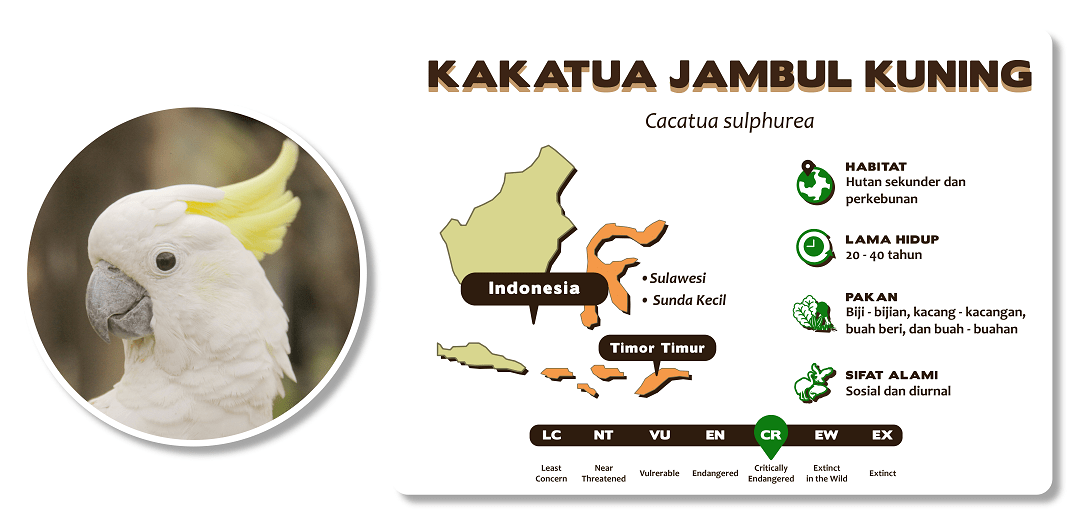 KAKATUA JAMBUL KUNING
Cacatua sulphurea
Indonesia
•Sulawesi
• Sunda Kecil
Timor Timur
HABITAT
Hutan sekunder dan
perkebunan
LAMA HIDUP
20 - 40 tahun
PAKAN
Biji - bijian, kacang - kacangan,
buah beri, dan buah - buahan
SIFAT ALAMI
Sosial dan diurnal
LC NT VU EN CR EW EX
Least Concern
Near Threatened
Vulrerable
Endangered
Critically Endangered
Extinct in the Wild
Extinct